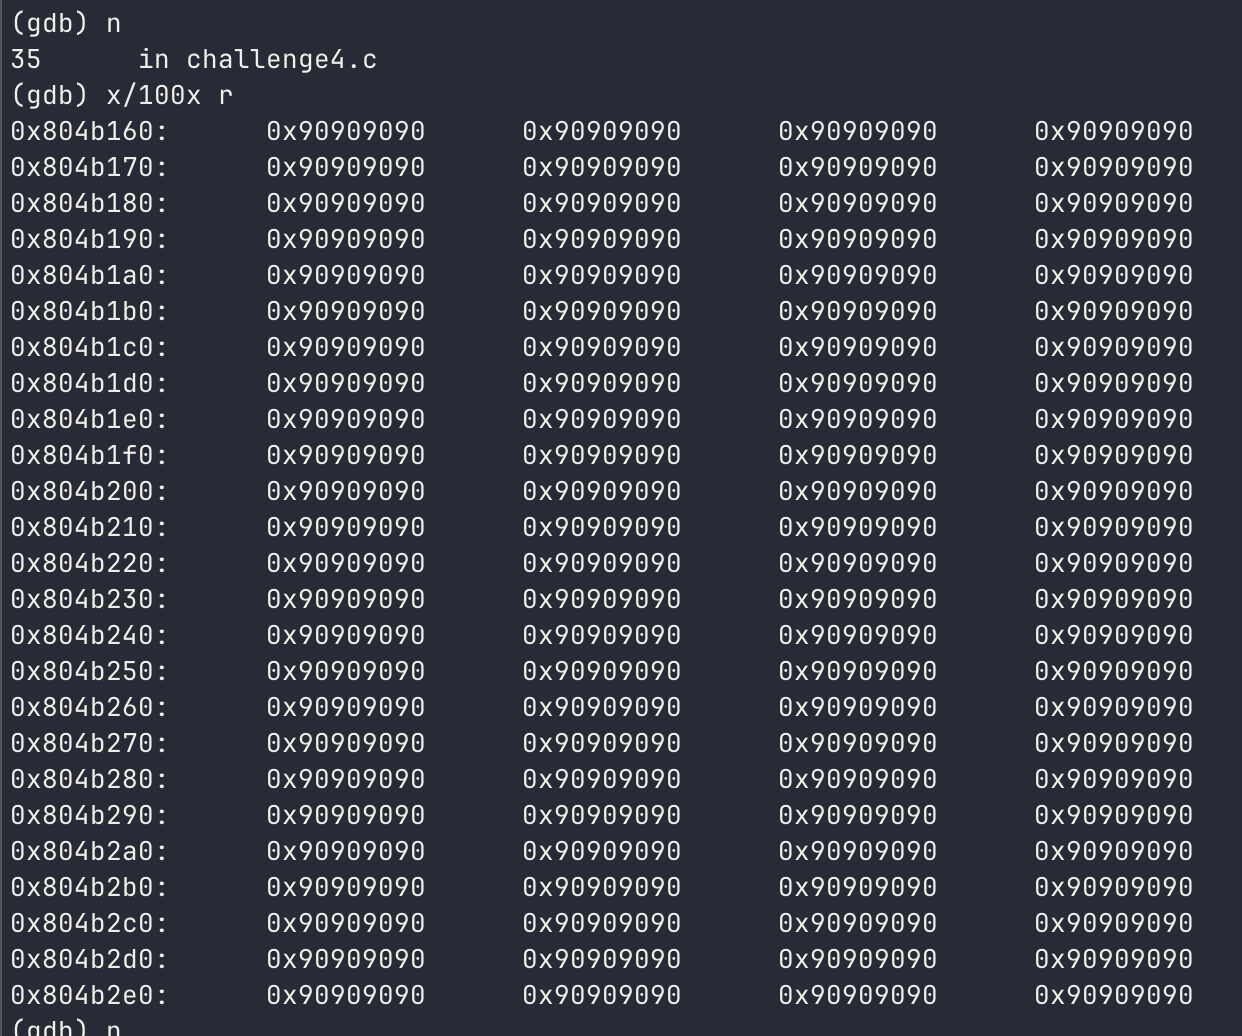 (gdb) n
35      in challenge4.c
(gdb) x/100x r
0x804b160:      0x90909090      0x90909090      0x90909090      0x90909090
0x804b170:      0x90909090      0x90909090      0x90909090      0x90909090
0x804b180:      0x90909090      0x90909090      0x90909090      0x90909090
0x804b190:      0x90909090      0x90909090      0x90909090      0x90909090
0x804b1a0:      0x90909090      0x90909090      0x90909090      0x90909090
0x804b1b0:      0x90909090      0x90909090      0x90909090      0x90909090
0x804b1c0:      0x90909090      0x90909090      0x90909090      0x90909090
0x804b1d0:      0x90909090      0x90909090      0x90909090      0x90909090
0x804b1e0:      0x90909090      0x90909090      0x90909090      0x90909090
0x804b1f0:      0x90909090      0x90909090      0x90909090      0x90909090
0x804b200:      0x90909090      0x90909090      0x90909090      0x90909090
0x804b210:      0x90909090      0x90909090      0x90909090      0x90909090
0x804b220:      0x90909090      0x90909090      0x90909090      0x90909090
0x804b230:      0x90909090      0x90909090      0x90909090      0x90909090
0x804b240:      0x90909090      0x90909090      0x90909090      0x90909090
0x804b250:      0x90909090      0x90909090      0x90909090      0x90909090
0x804b260:      0x90909090      0x90909090      0x90909090      0x90909090
0x804b270:      0x90909090      0x90909090      0x90909090      0x90909090
0x804b280:      0x90909090      0x90909090      0x90909090      0x90909090
0x804b290:      0x90909090      0x90909090      0x90909090      0x90909090
0x804b2a0:      0x90909090      0x90909090      0x90909090      0x90909090
0x804b2b0:      0x90909090      0x90909090      0x90909090      0x90909090
0x804b2c0:      0x90909090      0x90909090      0x90909090      0x90909090
0x804b2d0:      0x90909090      0x90909090      0x90909090      0x90909090
0x804b2e0:      0x90909090      0x90909090      0x90909090      0x90909090
(gdb) n